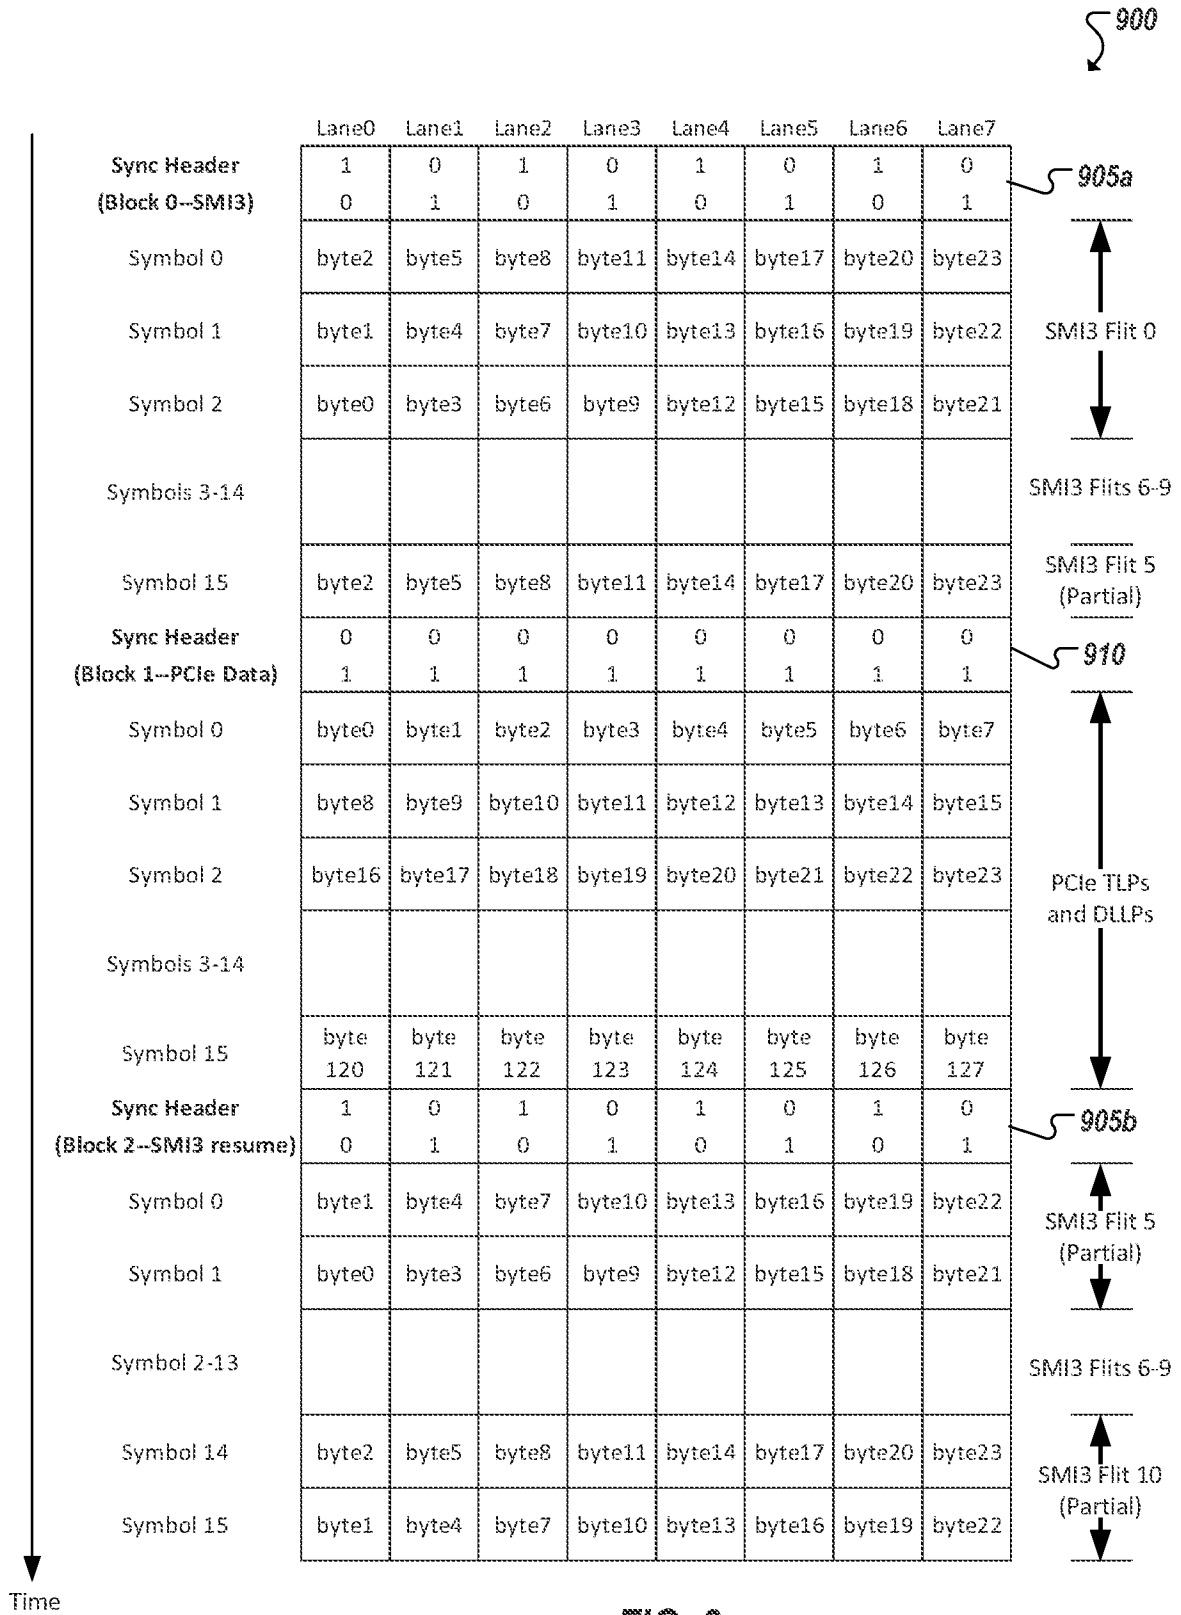 900
Lane0 Lane1 Lane2 Lane3 Lane4 Lane5 Lane6 Lane7
Sync Header 1 0 1 0 1 0 1 0
905a
(Block 0--SMI3) 0 1 0 1 0 1 0 1
Symbol 0 byte2 byte5 byte8 byte11 byte14 byte17 byte20 byte23
Symbol 1 byte1 byte4 byte7 byte10 byte13 byte16 byte19 byte22 SMI3 Flit 0
Symbol 2 byte0 byte3 byte6 byte9 byte12 byte15 byte18 byte21
Symbols 3-14 SMI3 Flits 6-9
SMI3 Flit 5
Symbol 15 byte2 byte5 byte8 byte11 byte14 byte17 byte20 byte23
(Partial)
Sync Header 0 0 0 0 0 0 0 0
910
(Block 1--PCIe Data) 1 1 1 1 1 1 1 1
Symbol 0 byte0 byte1 byte2 byte3 byte4 byte5 byte6 byte7
Symbol 1 byte8 byte9 byte10 byte11 byte12 byte13 byte14 byte15
Symbol 2 byte16 byte17 byte18 byte19 byte20 byte21 byte22 byte23
PCIe TLPs
and DLLPs
Symbols 3-14
byte byte byte byte byte byte byte byte
Symbol 15
120 121 122 123 124 125 126 127
Sync Header 1 0 1 0 1 0 1 0
905b
(Block 2--SMI3 resume) 0 1 0 1 0 1 0 1
Symbol 0 byte1 byte4 byte7 byte10 byte13 byte16 byte19 byte22
SMI3 Flit 5
(Partial)
Symbol 1 byte0 byte3 byte6 byte9 byte12 byte15 byte18 byte21
Symbol 2-13 SMI3 Flits 6-9
Symbol 14 byte2 byte5 byte8 byte11 byte14 byte17 byte20 byte23
SMI3 Flit 10
(Partial)
Symbol 15 byte1 byte4 byte7 byte10 byte13 byte16 byte19 byte22
Time